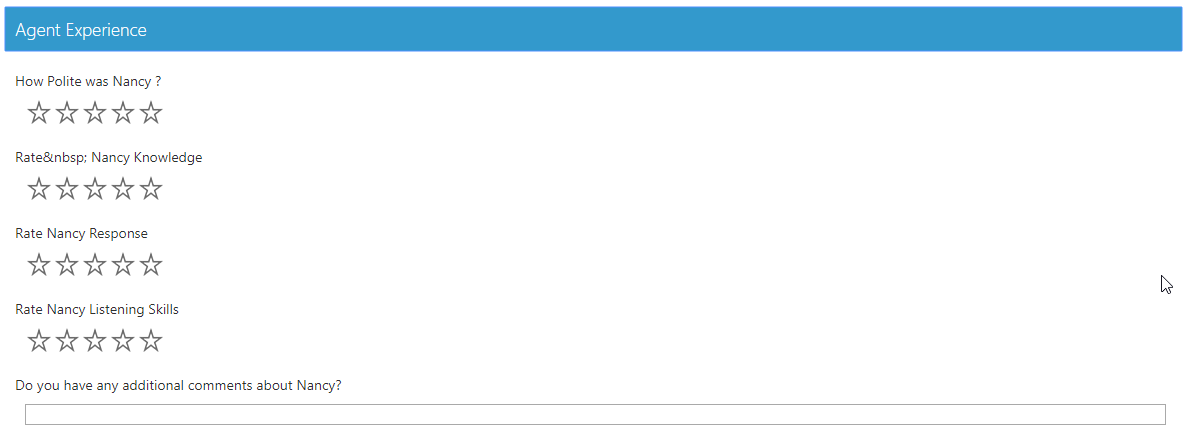 Agent Experience
How Polite was Nancy ?
Rate&nbsp; Nancy Knowledge
Rate Nancy Response
Rate Nancy Listening Skills
Do you have any additional comments about Nancy?